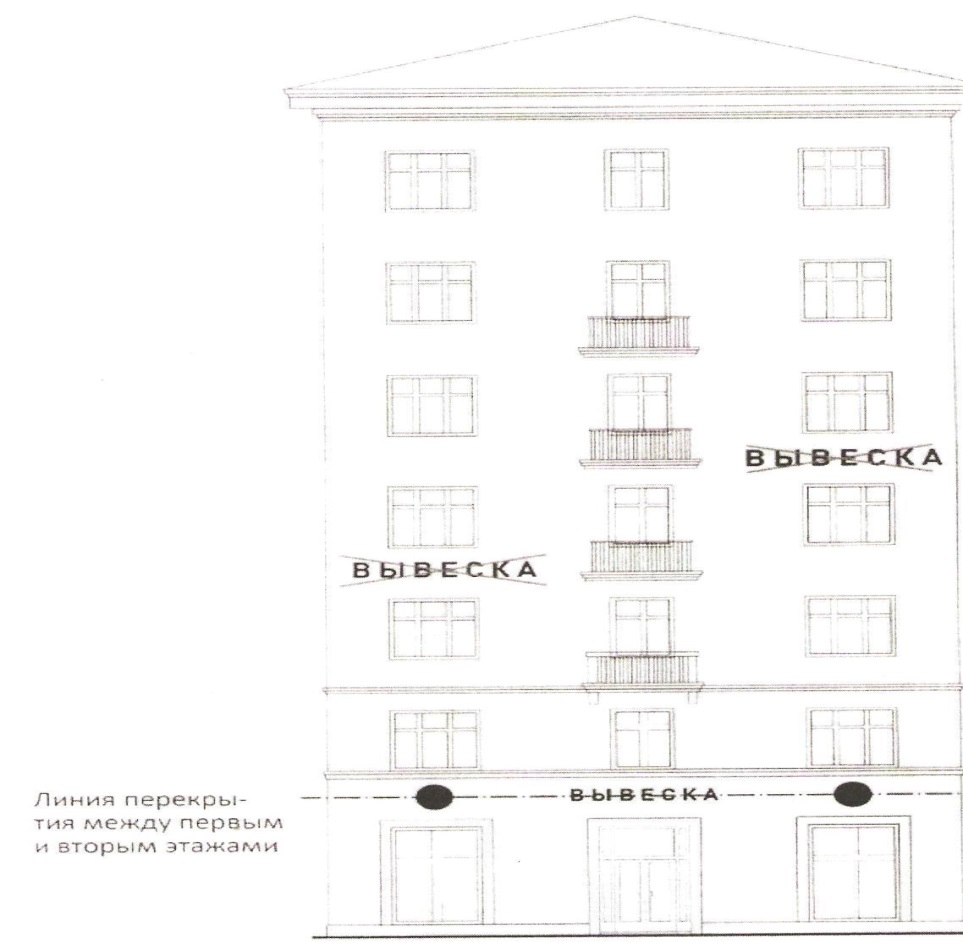 ВЫВЕСКА
ВЫВЕСКА
Линия перекры-
тия между первым
и вторым этажами
ВЫВЕСКА